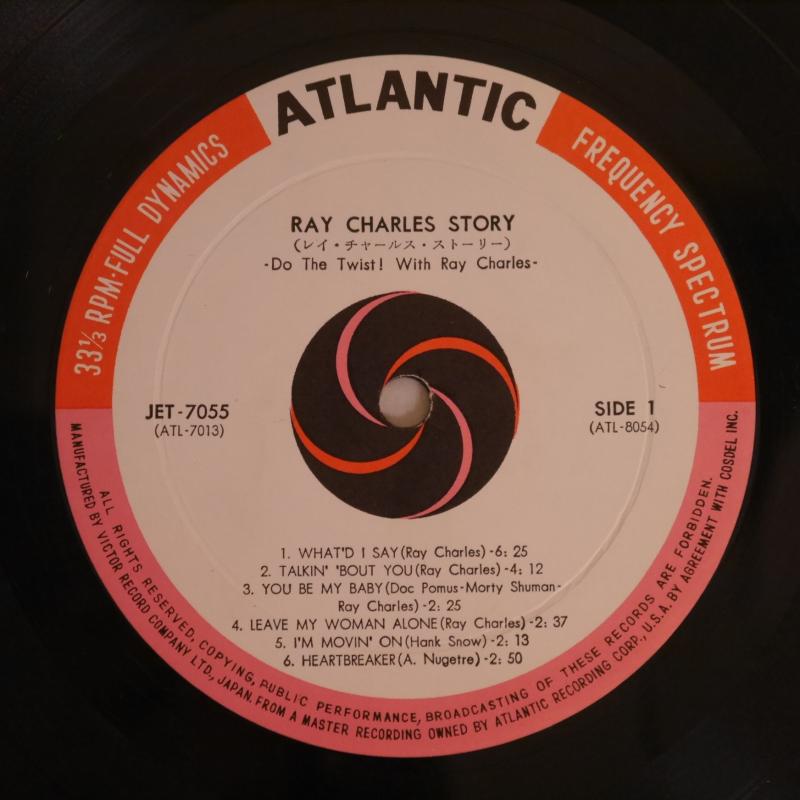 ATLANTIC
33⅓ RPM·FULL DYNAMICS
FREQUENCY SPECTRUM
RAY CHARLES STORY
(レイ・チャールス・ストーリー)
-Do The Twist! With Ray Charles-
JET-7055
(ATL-7013)
SIDE 1
(ATL-8054)
1. WHAT'D I SAY(Ray Charles)-6: 25
2. TALKIN' 'BOUT YOU(Ray Charles)-4: 12
3. YOU BE MY BABY(Doc Pomus-Morty Shuman-
Ray Charles)-2: 25
4. LEAVE MY WOMAN ALONE(Ray Charles)-2: 37
5. I'M MOVIN' ON(Hank Snow)-2: 13
6. HEARTBREAKER(A. Nugetre)-2: 50
ALL RIGHTS RESERVED, COPYING, PUBLIC PERFORMANCE, BROADCASTING OF THESE RECORDS ARE FORBIDDEN.
MANUFACTURED BY VICTOR RECORD COMPANY LTD, JAPAN. FROM A MASTER RECORDING OWNED BY ATLANTIC RECORDING CORP., U.S.A. BY AGREEMENT WITH COSDEL INC.